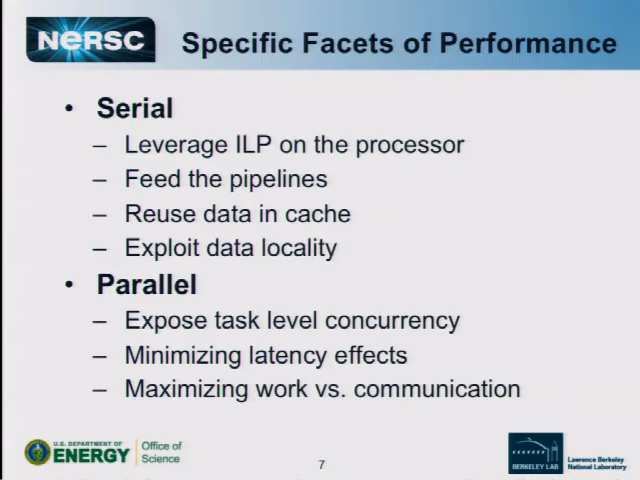 NERSC
Specific Facets of Performance
• Serial
– Leverage ILP on the processor
– Feed the pipelines
– Reuse data in cache
– Exploit data locality
• Parallel
– Expose task level concurrency
– Minimizing latency effects
– Maximizing work vs. communication
U.S. DEPARTMENT OF
ENERGY
Office of
Science
7
BERKELEY LAB
Lawrence Berkeley
National Laboratory